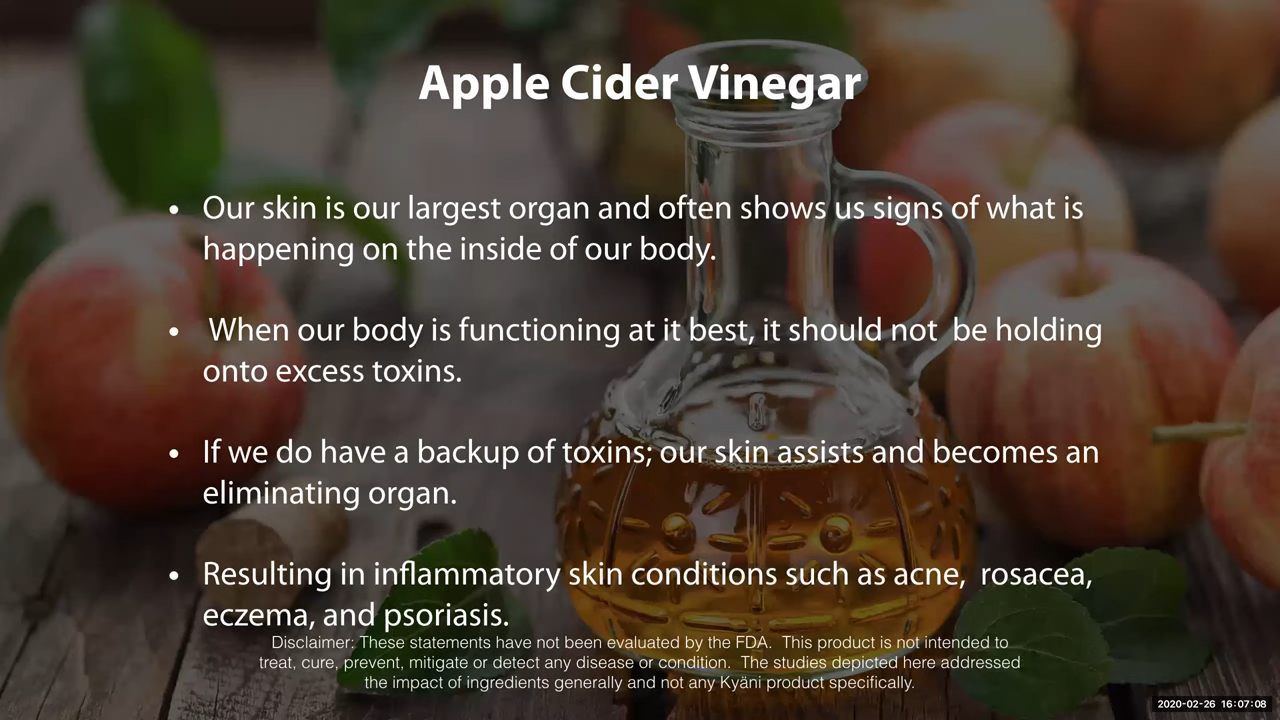 Apple Cider Vinegar
• Our skin is our largest organ and often shows us signs of what is
happening on the inside of our body.
• When our body is functioning at it best, it should not  be holding
onto excess toxins.
• If we do have a backup of toxins; our skin assists and becomes an
eliminating organ.
• Resulting in inflammatory skin conditions such as acne,  rosacea,
eczema, and psoriasis.
Disclaimer: These statements have not been evaluated by the FDA.  This product is not intended to
treat, cure, prevent, mitigate or detect any disease or condition.  The studies depicted here addressed
the impact of ingredients generally and not any Kyäni product specifically.
2020-02-26  16:07:08